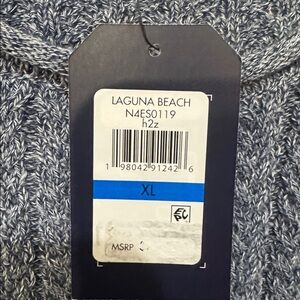 LAGUNA BEACH
N4ES0119
h2z
1 98042 91242 6
XL
MSRP